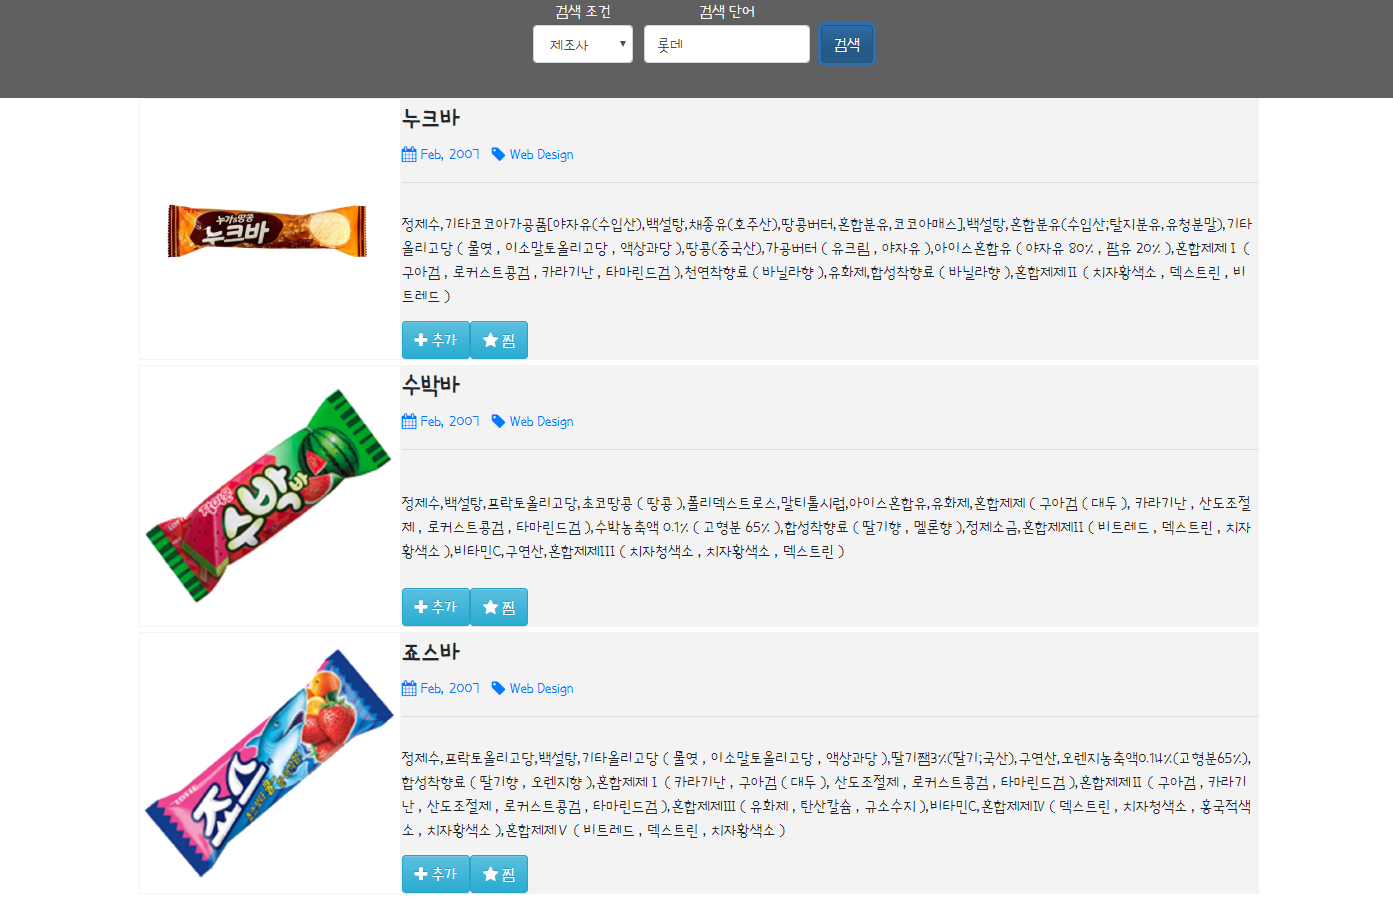 검색 조건 검색 단어
제조사 롯데 검색
누크바
Feb, 2007 Web Design
누가&땅콩
누크바
정제수,기타코코아가공품[야자유(수입산),백설탕,채종유(호주산),땅콩버터,혼합분유,코코아매스],백설탕,혼합분유(수입산;탈지분유,유청분말),기타
올리고당 ( 물엿 , 이소말토올리고당 , 액상과당 ),땅콩(중국산),가공버터 ( 유크림 , 야자유 ),아이스혼합유 ( 야자유 80% , 팜유 20% ),혼합제제Ⅰ (
구아검 , 로커스트콩검 , 카라기난 , 타마린드검 ),천연착향료 ( 바닐라향 ),유화제,합성착향료 ( 바닐라향 ),혼합제제Ⅱ ( 치자황색소 , 덱스트린 , 비
트레드 )
추가 찜
수박바
Feb, 2007 Web Design
수박바
정제수,백설탕,프락토올리고당,초코땅콩 ( 땅콩 ),폴리덱스트로스,말티톨시럽,아이스혼합유,유화제,혼합제제 ( 구아검 ( 대두 ), 카라기난 , 산도조절
제 , 로커스트콩검 , 타마린드검 ),수박농축액 0.1% ( 고형분 65% ),합성착향료 ( 딸기향 , 멜론향 ),정제소금,혼합제제II ( 비트레드 , 덱스트린 , 치자
황색소 ),비타민C,구연산,혼합제제III ( 치자청색소 , 치자황색소 , 덱스트린 )
추가 찜
죠스바
Feb, 2007 Web Design
죠스
정제수,프락토올리고당,백설탕,기타올리고당 ( 물엿 , 이소말토올리고당 , 액상과당 ),딸기쨈3%(딸기;국산),구연산,오렌지농축액0.14%(고형분65%),
합성착향료 ( 딸기향 , 오렌지향 ),혼합제제Ⅰ ( 카라기난 , 구아검 ( 대두 ), 산도조절제 , 로커스트콩검 , 타마린드검 ),혼합제제Ⅱ ( 구아검 , 카라기
난 , 산도조절제 , 로커스트콩검 , 타마린드검 ),혼합제제Ⅲ ( 유화제 , 탄산칼슘 , 규소수지 ),비타민C,혼합제제Ⅳ ( 덱스트린 , 치자청색소 , 홍국적색
소 , 치자황색소 ),혼합제제Ⅴ ( 비트레드 , 덱스트린 , 치자황색소 )
추가 찜